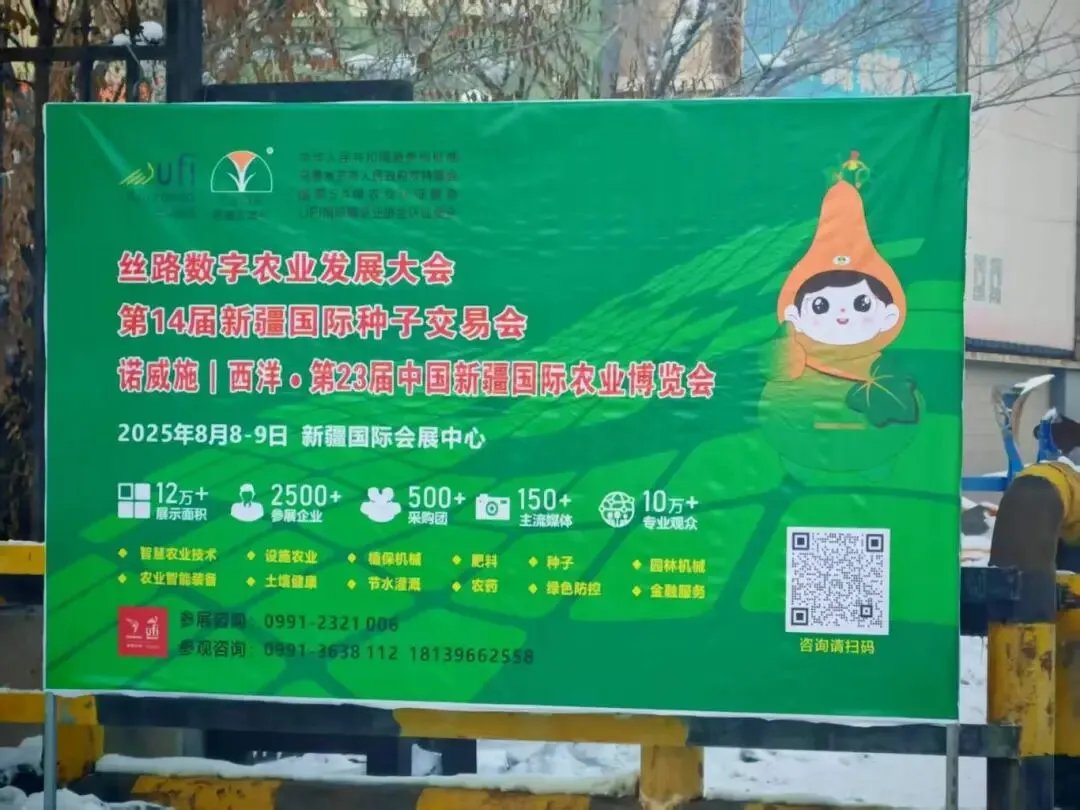 ufi
丝路数字农业发展大会
第14届新疆国际种子交易会
诺威施 | 西洋·第23届中国新疆国际农业博览会
2025年8月8-9日 新疆国际会展中心
12万+ 展示面积
2500+ 参展企业
500+ 采购团
150+ 主流媒体
10万+ 专业观众
智慧农业技术 设施农业 植保机械 肥料 种子 园林机械
农业智能装备 土壤健康 节水灌溉 农药 绿色防控 金融服务
ufi
参展咨询：0991-2321 006
参观咨询：0991-3638 112 18139662558
咨询请扫码